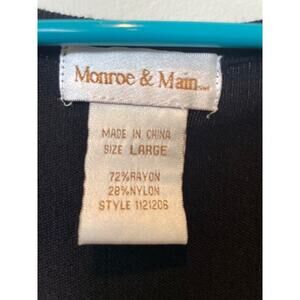 Monroe & Main
MADE IN CHINA
SIZE LARGE
72%RAYON
28%NYLON
STYLE 1121206